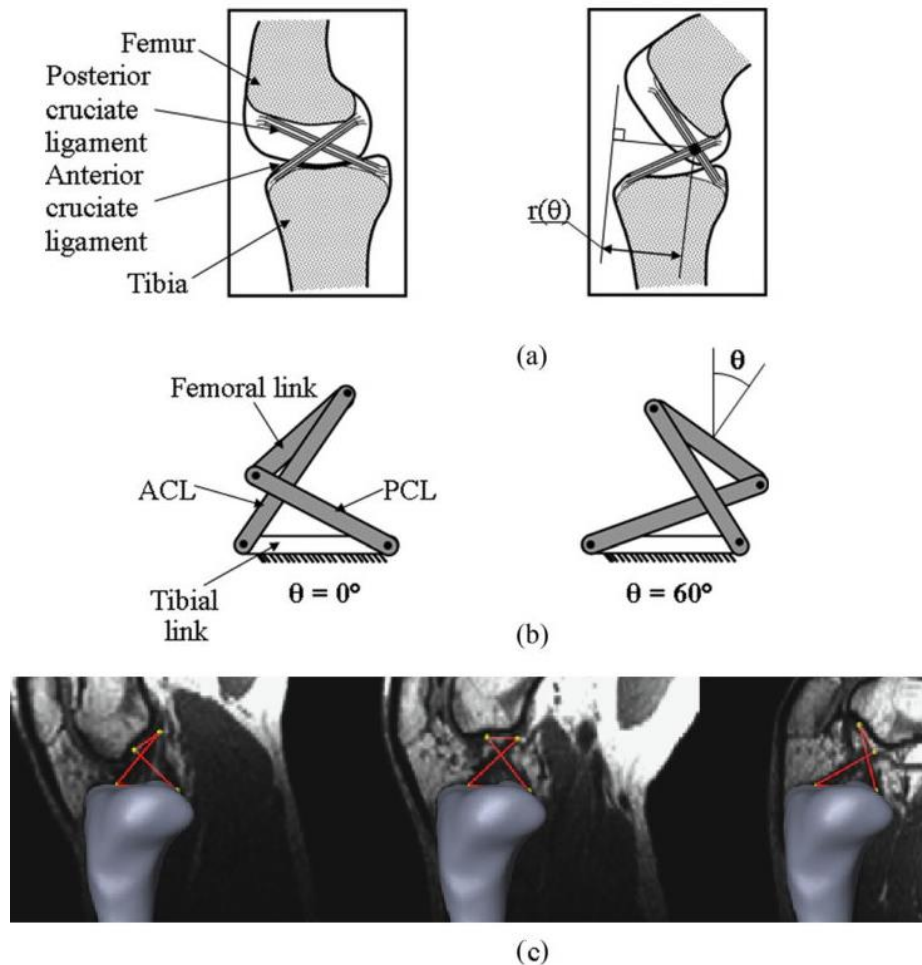 Femur
Posterior
cruciate
ligament
Anterior
cruciate
ligament
Tibia
r(θ)
(a)
Femoral link
ACL
PCL
Tibial
link
θ = 0°
θ
θ = 60°
(b)
(c)